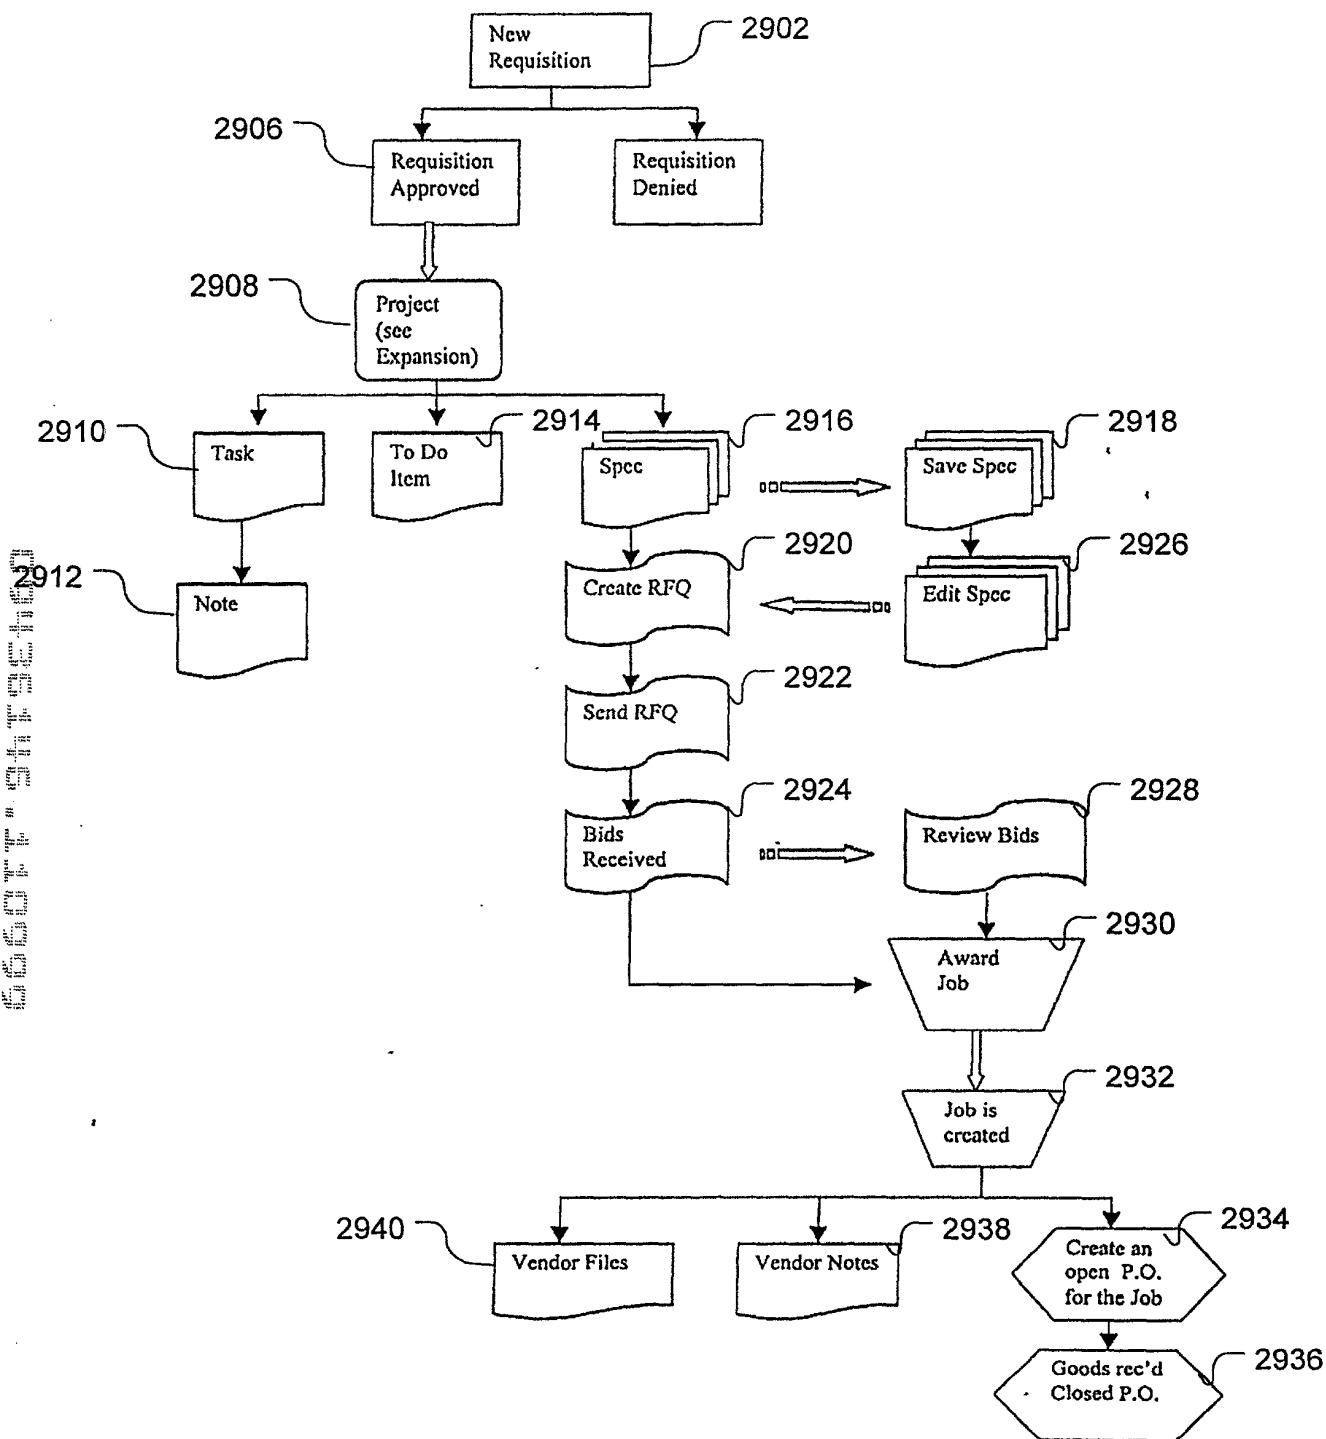 New
Requisition
2902
2906
Requisition
Approved
Requisition
Denied
2908
Project
(see
Expansion)
2910
Task
To Do
Item
2914
Spec
2916
Save Spec
2918
2912
Note
Create RFQ
2920
Edit Spec
2926
Send RFQ
2922
Bids
Received
2924
Review Bids
2928
Award
Job
2930
Job is
created
2932
2940
Vendor Files
Vendor Notes
2938
Create an
open P.O.
for the Job
2934
Goods rec'd
Closed P.O.
2936